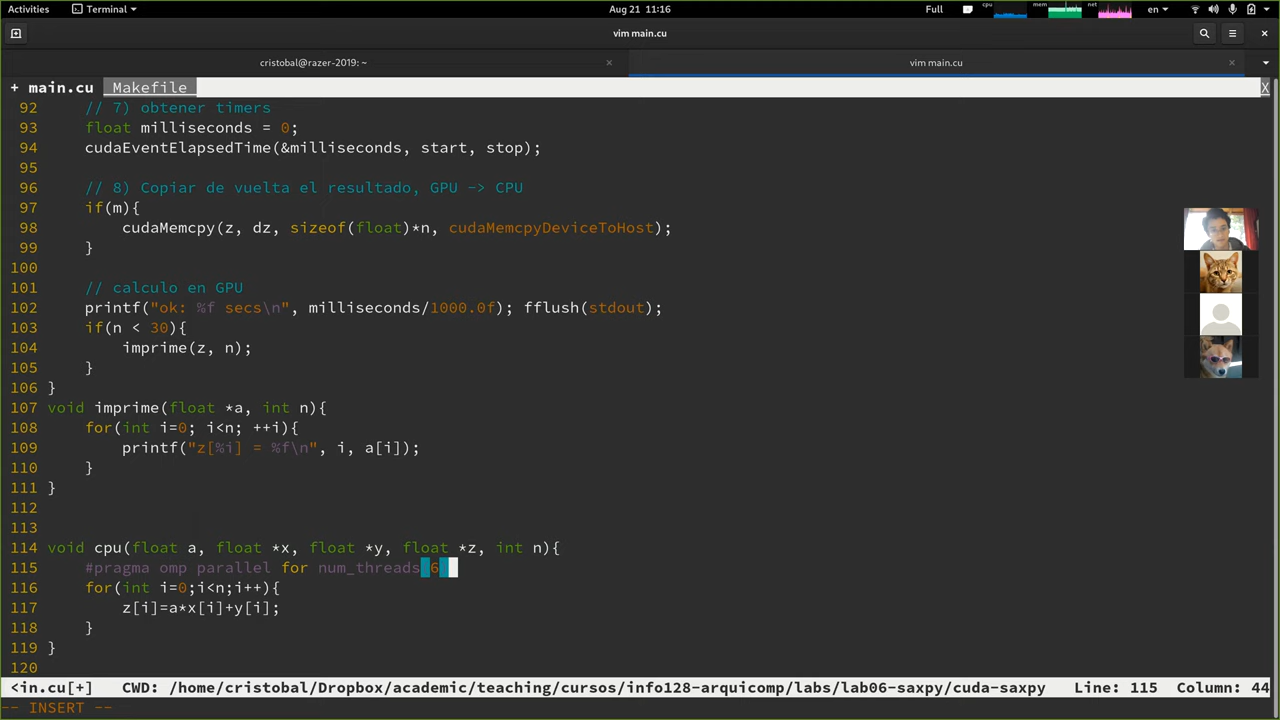 Activities Terminal Aug 21 11:16 Full cpu mem net en
vim main.cu
cristobal@razer-2019: ~ vim main.cu
+ main.cu Makefile X
92 // 7) obtener timers
93 float milliseconds = 0;
94 cudaEventElapsedTime(&milliseconds, start, stop);
95
96 // 8) Copiar de vuelta el resultado, GPU -> CPU
97 if(m){
98 cudaMemcpy(z, dz, sizeof(float)*n, cudaMemcpyDeviceToHost);
99 }
100
101 // calculo en GPU
102 printf("ok: %f secs\n", milliseconds/1000.0f); fflush(stdout);
103 if(n < 30){
104 imprime(z, n);
105 }
106 }
107 void imprime(float *a, int n){
108 for(int i=0; i<n; ++i){
109 printf("z[%i] = %f\n", i, a[i]);
110 }
111 }
112
113
114 void cpu(float a, float *x, float *y, float *z, int n){
115 #pragma omp parallel for num_threads(6)
116 for(int i=0;i<n;i++){
117 z[i]=a*x[i]+y[i];
118 }
119 }
120
<in.cu[+] CWD: /home/cristobal/Dropbox/academic/teaching/cursos/info128-arquicomp/labs/lab06-saxpy/cuda-saxpy Line: 115 Column: 44
-- INSERT --